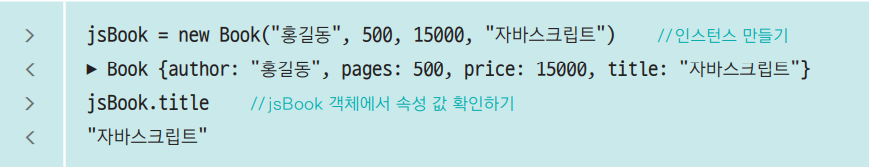 > jsBook = new Book("홍길동", 500, 15000, "자바스크립트") //인스턴스 만들기
< ▶ Book {author: "홍길동", pages: 500, price: 15000, title: "자바스크립트"}
> jsBook.title //jsBook 객체에서 속성 값 확인하기
< "자바스크립트"